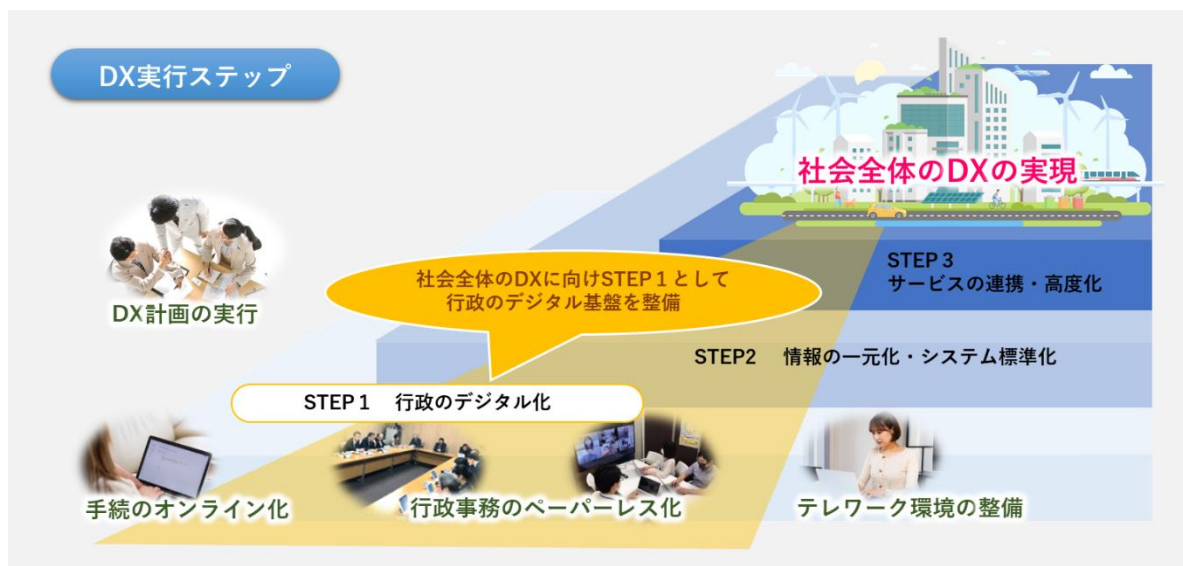 DX実行ステップ
社会全体のDXの実現
STEP３
サービスの連携・高度化
社会全体のDXに向けSTEP１として
行政のデジタル基盤を整備
DX計画の実行
STEP2 情報の一元化・システム標準化
STEP１ 行政のデジタル化
手続のオンライン化
行政事務のペーパーレス化
テレワーク環境の整備